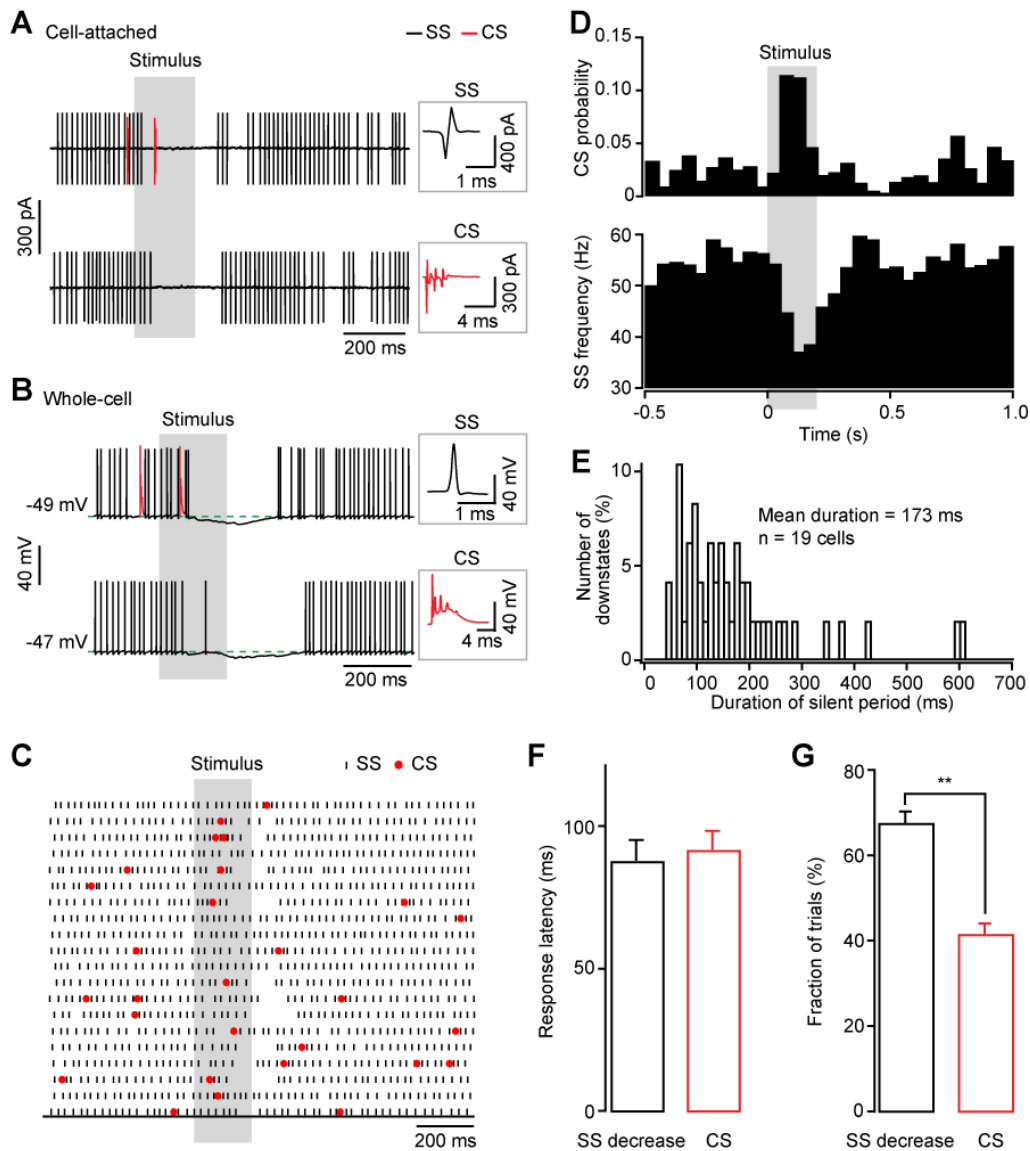 A Cell-attached
SS CS
Stimulus
SS
400 pA
1 ms
300 pA
CS
300 pA
4 ms
200 ms
B Whole-cell
Stimulus
SS
40 mV
1 ms
-49 mV
40 mV
CS
40 mV
4 ms
-47 mV
200 ms
C
Stimulus
SS CS
200 ms
D
Stimulus
CS probability
0.15
0.10
0.05
0
SS frequency (Hz)
60
50
40
30
-0.5 0 0.5 1.0
Time (s)
E
Number of
downstates (%)
10
5
0
Mean duration = 173 ms
n = 19 cells
0 100 200 300 400 500 600 700
Duration of silent period (ms)
F
Response latency (ms)
100
50
0
SS decrease CS
G
Fraction of trials (%)
80
60
40
20
0
**
SS decrease CS